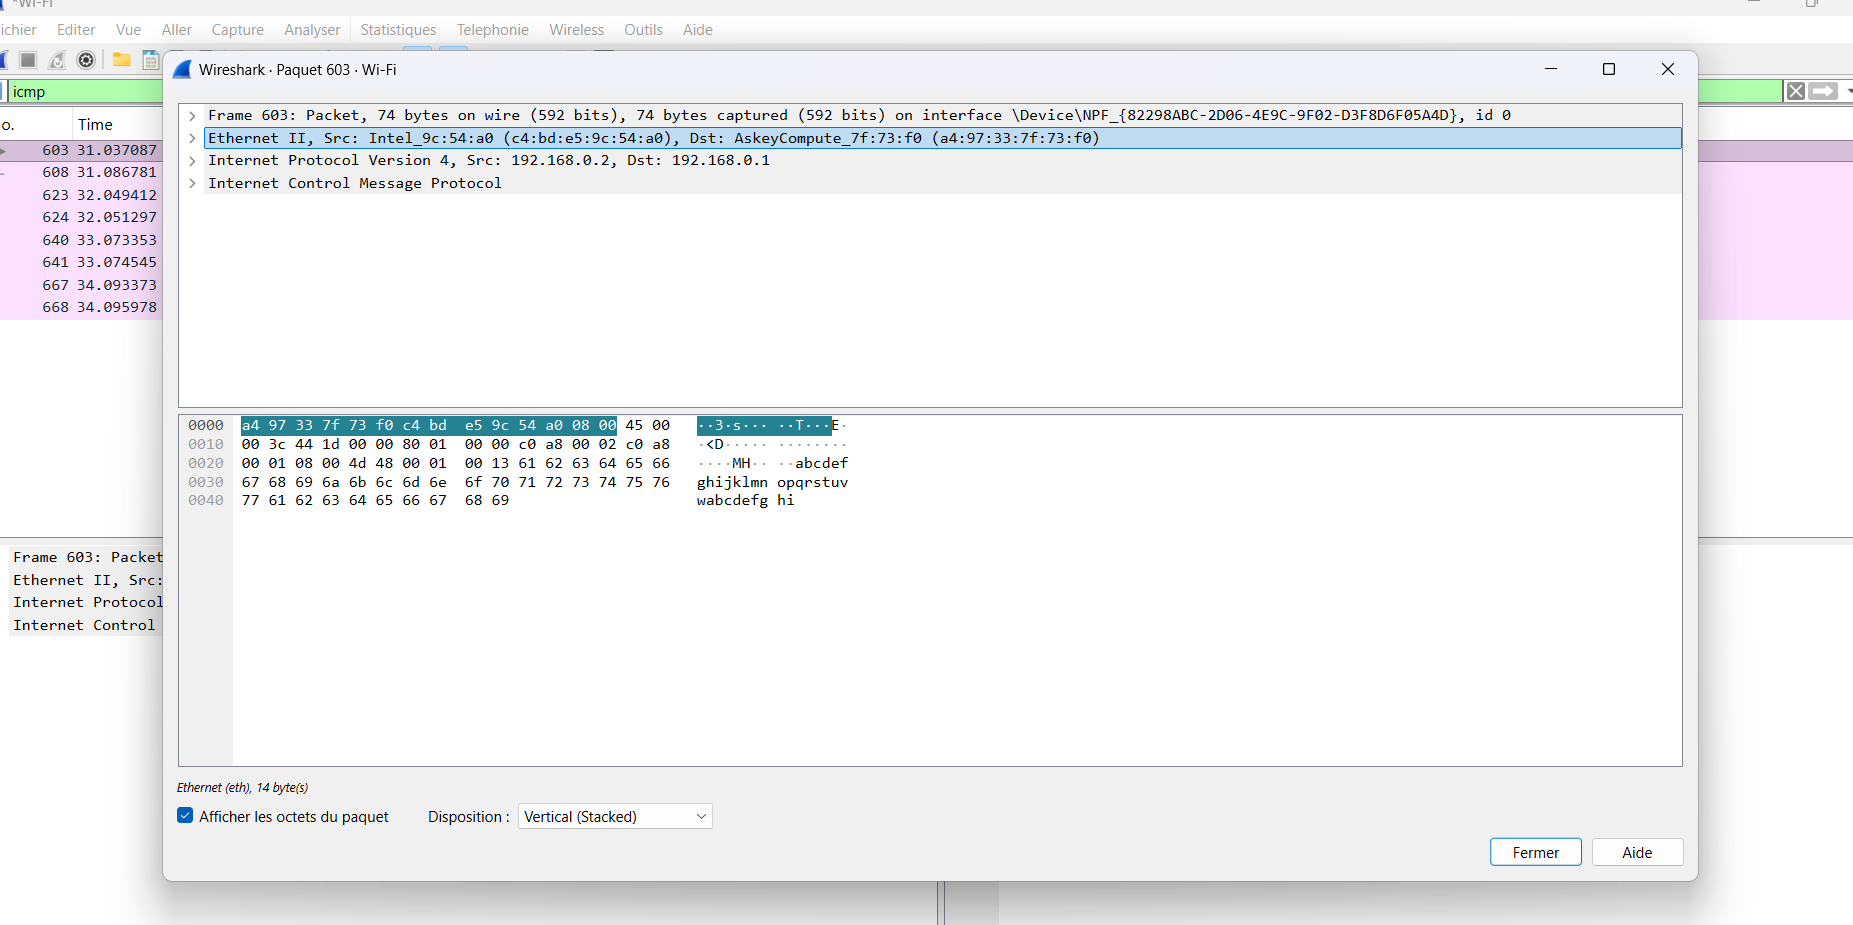 *Wi-Fi
ichier Editer Vue Aller Capture Analyser Statistiques Telephonie Wireless Outils Aide
icmp
o. Time
603 31.037087
608 31.086781
623 32.049412
624 32.051297
640 33.073353
641 33.074545
667 34.093373
668 34.095978
Frame 603: Packet
Ethernet II, Src:
Internet Protocol
Internet Control
Wireshark · Paquet 603 · Wi-Fi
Frame 603: Packet, 74 bytes on wire (592 bits), 74 bytes captured (592 bits) on interface \Device\NPF_{82298ABC-2D06-4E9C-9F02-D3F8D6F05A4D}, id 0
Ethernet II, Src: Intel_9c:54:a0 (c4:bd:e5:9c:54:a0), Dst: AskeyCompute_7f:73:f0 (a4:97:33:7f:73:f0)
Internet Protocol Version 4, Src: 192.168.0.2, Dst: 192.168.0.1
Internet Control Message Protocol
0000 a4 97 33 7f 73 f0 c4 bd e5 9c 54 a0 08 00 45 00 ··3·s··· ··T···E·
0010 00 3c 44 1d 00 00 80 01 00 00 c0 a8 00 02 c0 a8 ·<D····· ········
0020 00 01 08 00 4d 48 00 01 00 13 61 62 63 64 65 66 ····MH·· ··abcdef
0030 67 68 69 6a 6b 6c 6d 6e 6f 70 71 72 73 74 75 76 ghijklmn opqrstuv
0040 77 61 62 63 64 65 66 67 68 69 wabcdefg hi
Ethernet (eth), 14 byte(s)
Afficher les octets du paquet Disposition : Vertical (Stacked)
Fermer Aide